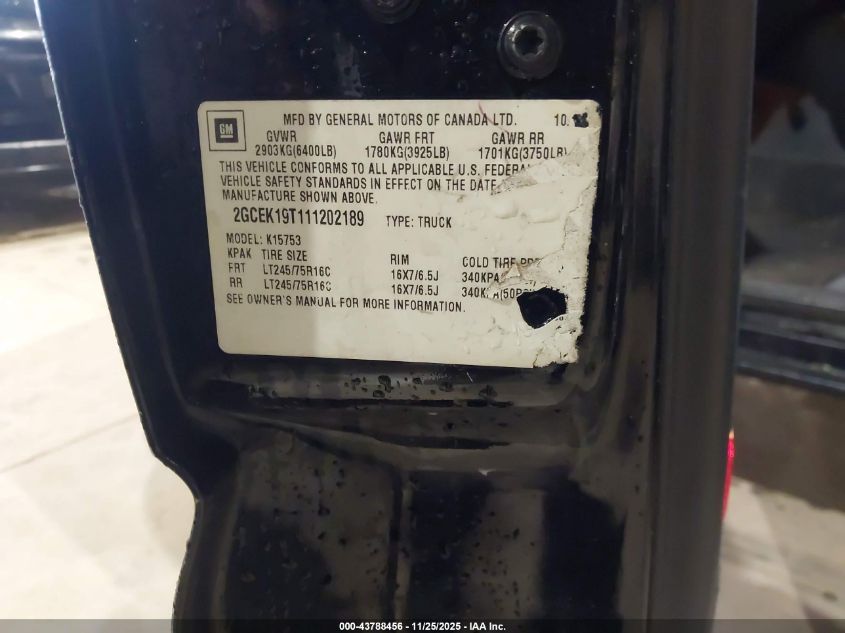 GM
MFD BY GENERAL MOTORS OF CANADA LTD. 10
GVWR GAWR FRT GAWR RR
2903KG(6400LB) 1780KG(3925LB) 1701KG(3750LB)
THIS VEHICLE CONFORMS TO ALL APPLICABLE U.S. FEDERAL
VEHICLE SAFETY STANDARDS IN EFFECT ON THE DATE
MANUFACTURE SHOWN ABOVE.
2GCEK19T111202189 TYPE: TRUCK
MODEL: K15753
KPAK TIRE SIZE RIM COLD TIRE
FRT LT245/75R16C 16X7/6.5J 340KPA
RR LT245/75R16C 16X7/6.5J
SEE OWNER'S MANUAL FOR MORE INFORMATION.
000-43788456 - 11/25/2025 - IAA Inc.